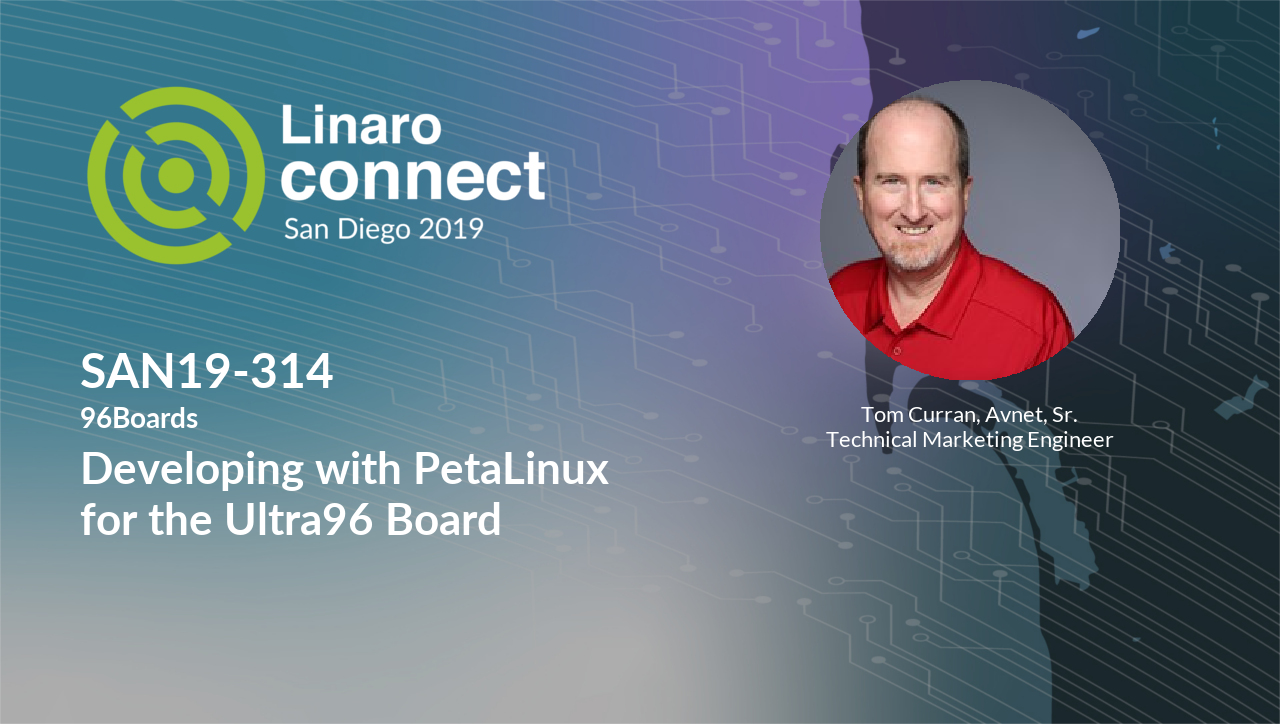 Linaro
connect
San Diego 2019
SAN19-314
96Boards
Developing with PetaLinux
for the Ultra96 Board
Tom Curran, Avnet, Sr.
Technical Marketing Engineer